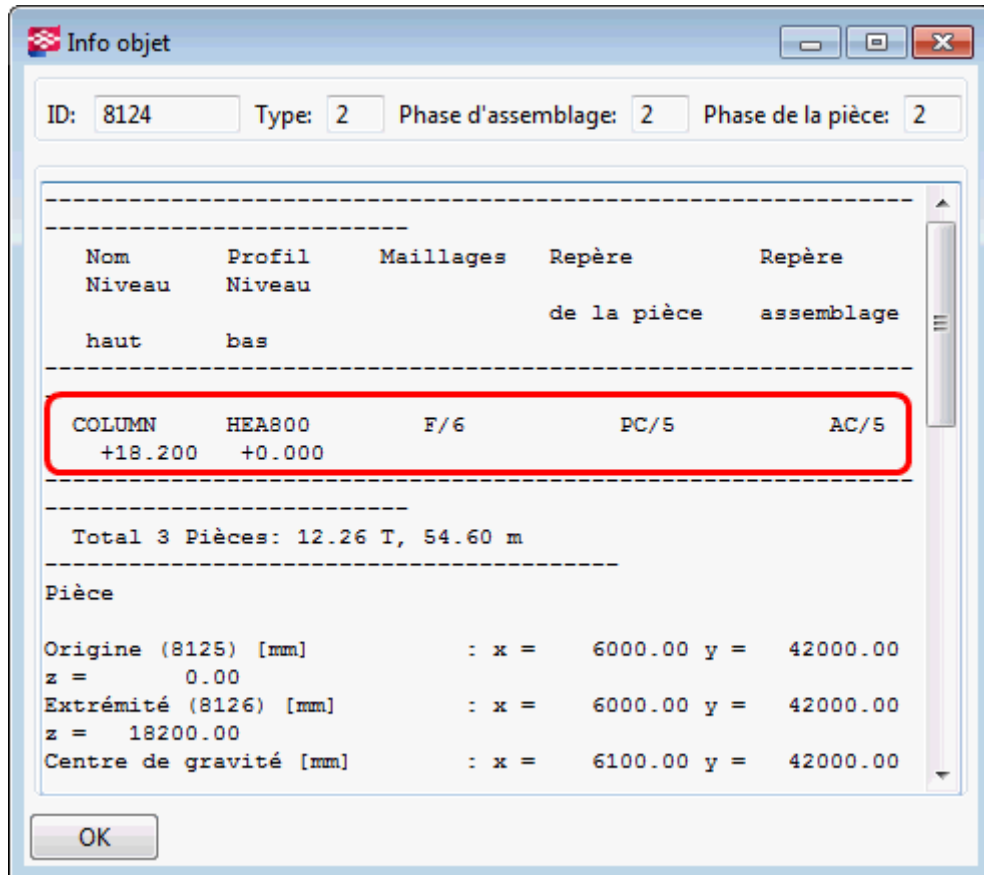 Info objet
ID: 8124 Type: 2 Phase d'assemblage: 2 Phase de la pièce: 2
---------------------------------------------------------------
--------------------------
Nom Profil Maillages Repère Repère
Niveau Niveau
de la pièce assemblage
haut bas
---------------------------------------------------------------
-
COLUMN HEA800 F/6 PC/5 AC/5
+18.200 +0.000
---------------------------------------------------------------
--------------------------
Total 3 Pièces: 12.26 T, 54.60 m
------------------------------------------
Pièce
Origine (8125) [mm] : x = 6000.00 y = 42000.00
z = 0.00
Extrémité (8126) [mm] : x = 6000.00 y = 42000.00
z = 18200.00
Centre de gravité [mm] : x = 6100.00 y = 42000.00
OK